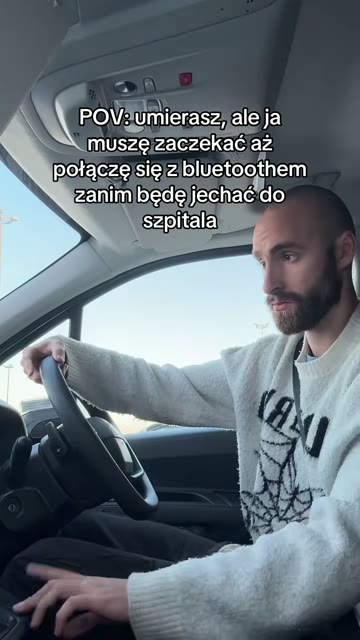 POV: umierasz, ale ja
muszę zaczekać aż
połączę się z bluetoothem
zanim będę jechać do
szpitala